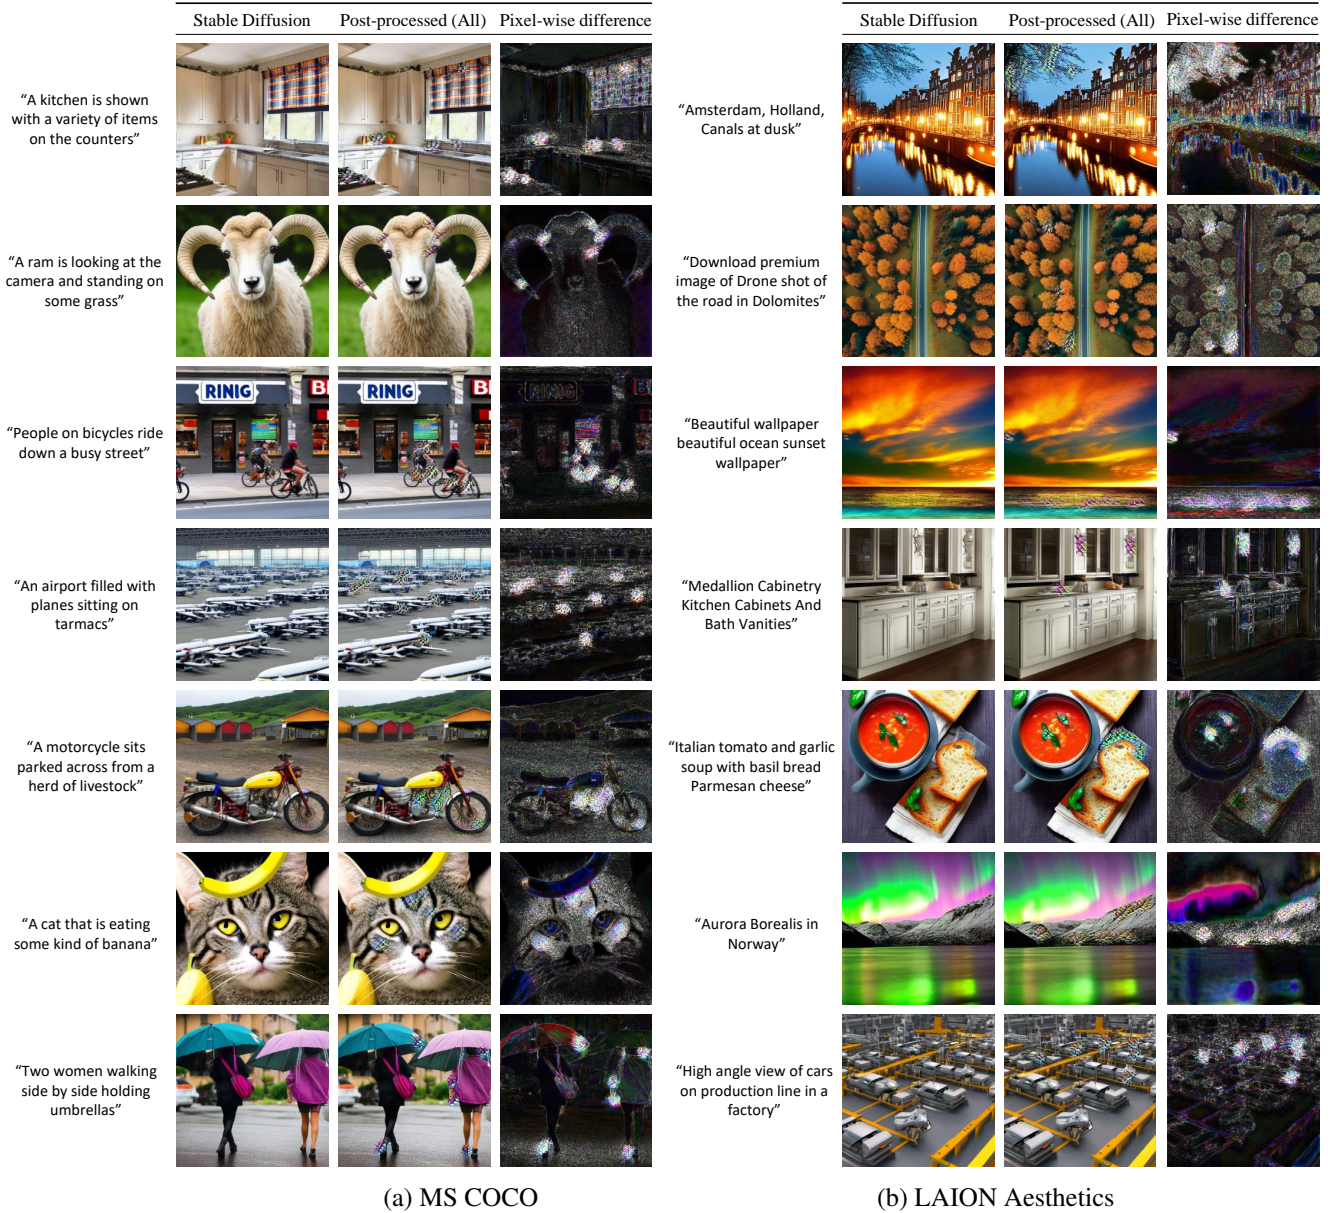 Stable Diffusion Post-processed (All) Pixel-wise difference
“A kitchen is shown
with a variety of items
on the counters”
“A ram is looking at the
camera and standing on
some grass”
“People on bicycles ride
down a busy street”
RINIG
B
RINIG
B
RINIG
B
“An airport filled with
planes sitting on
tarmacs”
“A motorcycle sits
parked across from a
herd of livestock”
“A cat that is eating
some kind of banana”
“Two women walking
side by side holding
umbrellas”
(a) MS COCO
Stable Diffusion Post-processed (All) Pixel-wise difference
“Amsterdam, Holland,
Canals at dusk”
“Download premium
image of Drone shot of
the road in Dolomites”
“Beautiful wallpaper
beautiful ocean sunset
wallpaper”
“Medallion Cabinetry
Kitchen Cabinets And
Bath Vanities”
“Italian tomato and garlic
soup with basil bread
Parmesan cheese”
“Aurora Borealis in
Norway”
“High angle view of cars
on production line in a
factory”
(b) LAION Aesthetics